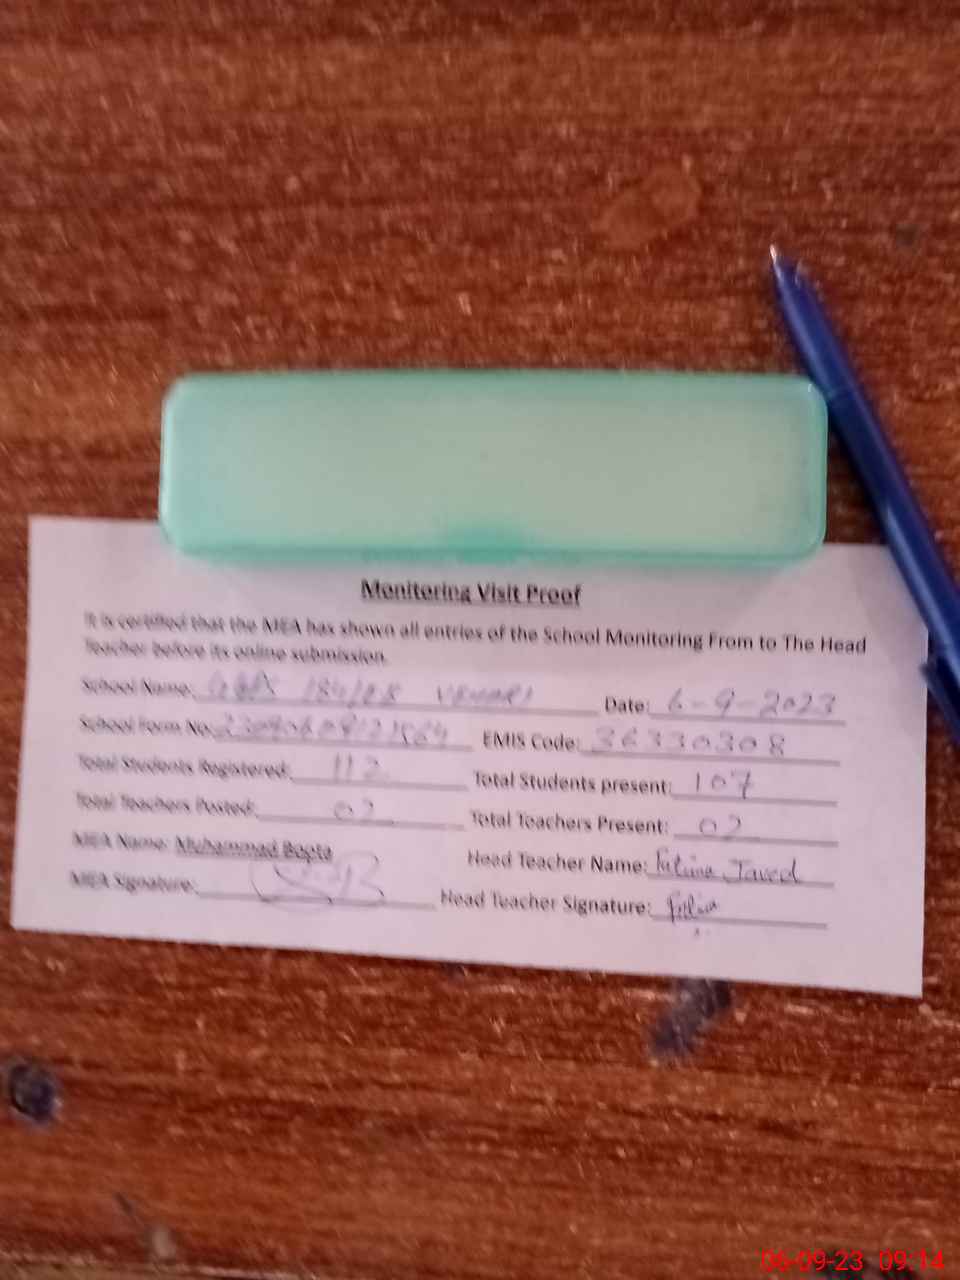 Monitoring Visit Proof
It is certified that the MEA has shown all entries of the School Monitoring From to The Head
Teacher before its online submission.
School Name: 184/EB Date: 6-9-2023
School Form No: EMIS Code: 36330308
Total Students Registered: 112 Total Students present: 107
Total Teachers Posted: 02 Total Teachers Present: 02
MEA Name: Muhammad Boota Head Teacher Name: Fatima Javed
MEA Signature: Head Teacher Signature: Fatima
06-09-23 09:14